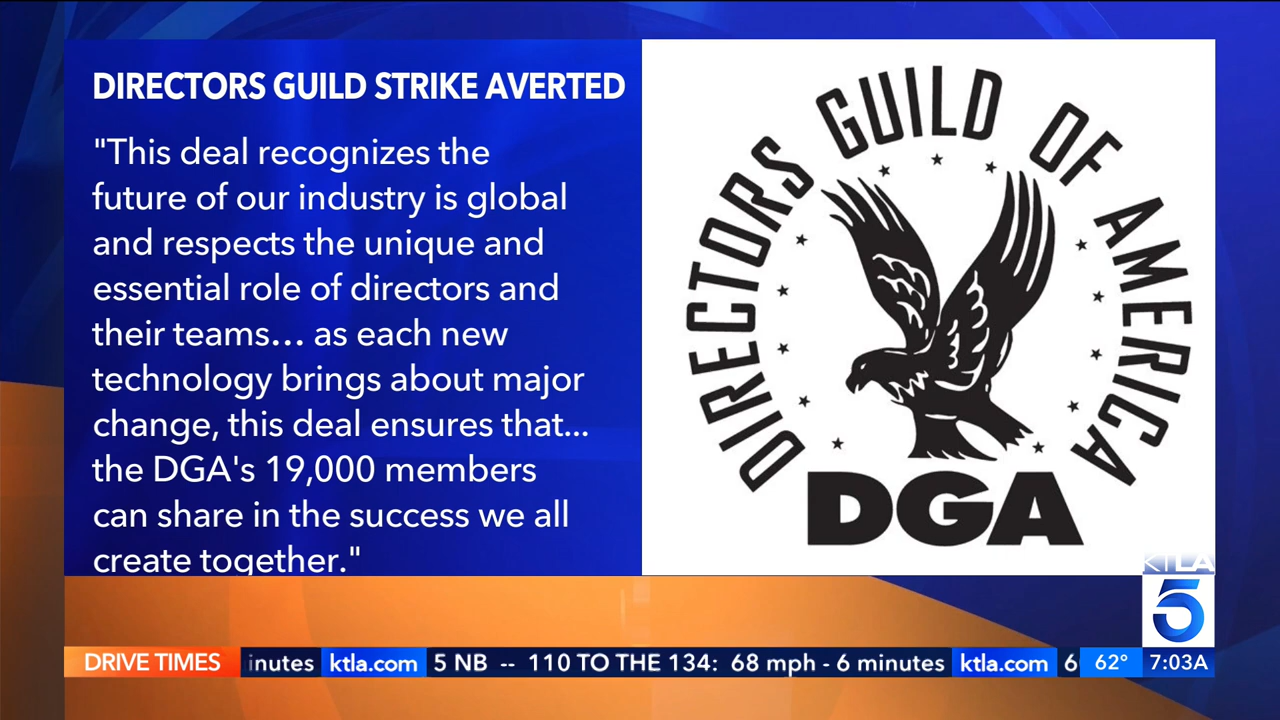 DIRECTORS GUILD STRIKE AVERTED
"This deal recognizes the
future of our industry is global
and respects the unique and
essential role of directors and
their teams... as each new
technology brings about major
change, this deal ensures that...
the DGA's 19,000 members
can share in the success we all
create together."
DIRECTORS GUILD OF AMERICA
DGA
KTLA
5
DRIVE TIMES inutes ktla.com 5 NB -- 110 TO THE 134: 68 mph - 6 minutes ktla.com 6 62° 7:03A